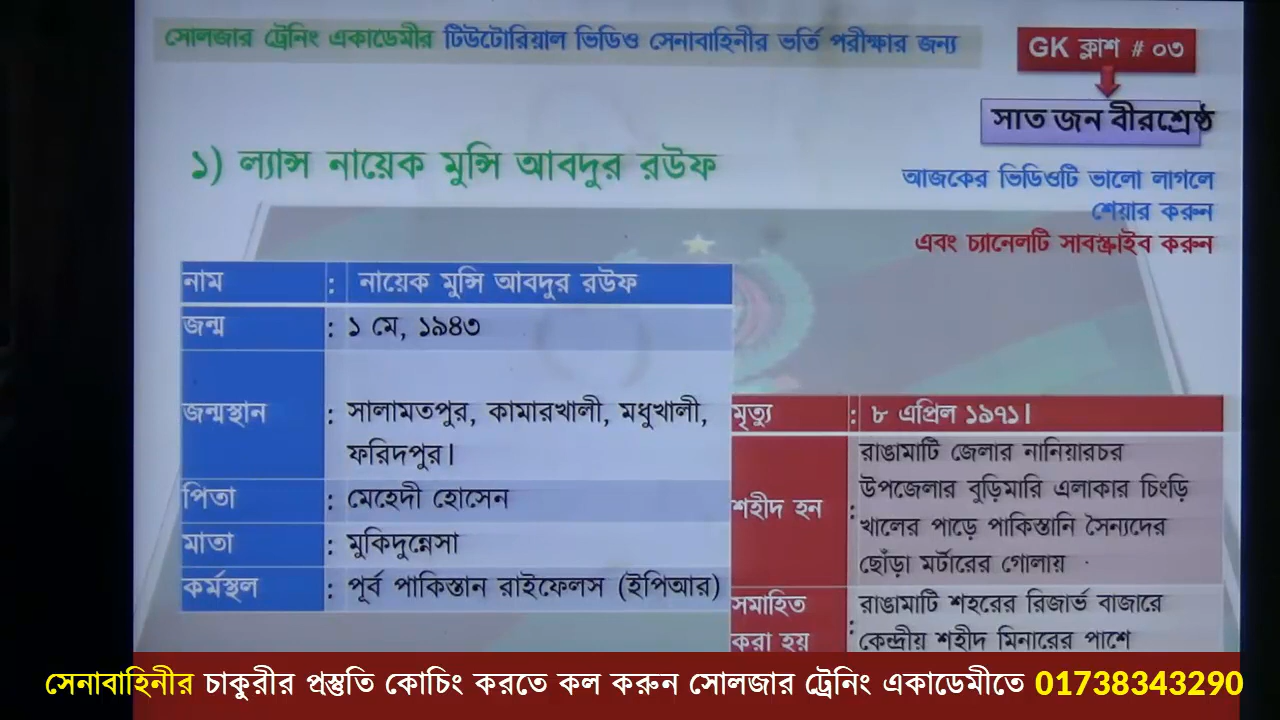 সোলজার ট্রেনিং একাডেমীর টিউটোরিয়াল ভিডিও সেনাবাহিনীর ভর্তি পরীক্ষার জন্য
GK ক্লাশ # ০৩
সাত জন বীরশ্রেষ্ঠ
১) ল্যান্স নায়েক মুন্সি আবদুর রউফ
আজকের ভিডিওটি ভালো লাগলে
শেয়ার করুন
এবং চ্যানেলটি সাবস্ক্রাইব করুন
নাম : নায়েক মুন্সি আবদুর রউফ
জন্ম : ১ মে, ১৯৪৩
জন্মস্থান : সালামতপুর, কামারখালী, মধুখালী,
ফরিদপুর।
পিতা : মেহেদী হোসেন
মাতা : মুকিদুন্নেসা
কর্মস্থল : পূর্ব পাকিস্তান রাইফেলস (ইপিআর)
মৃত্যু : ৮ এপ্রিল ১৯৭১।
রাঙামাটি জেলার নানিয়ারচর
উপজেলার বুড়িমারি এলাকার চিংড়ি
শহীদ হন :
খালের পাড়ে পাকিস্তানি সৈন্যদের
ছোঁড়া মর্টারের গোলায়
সমাহিত : রাঙামাটি শহরের রিজার্ভ বাজারে
করা হয় কেন্দ্রীয় শহীদ মিনারের পাশে
সেনাবাহিনীর চাকুরীর প্রস্তুতি কোচিং করতে কল করুন সোলজার ট্রেনিং একাডেমীতে 01738343290